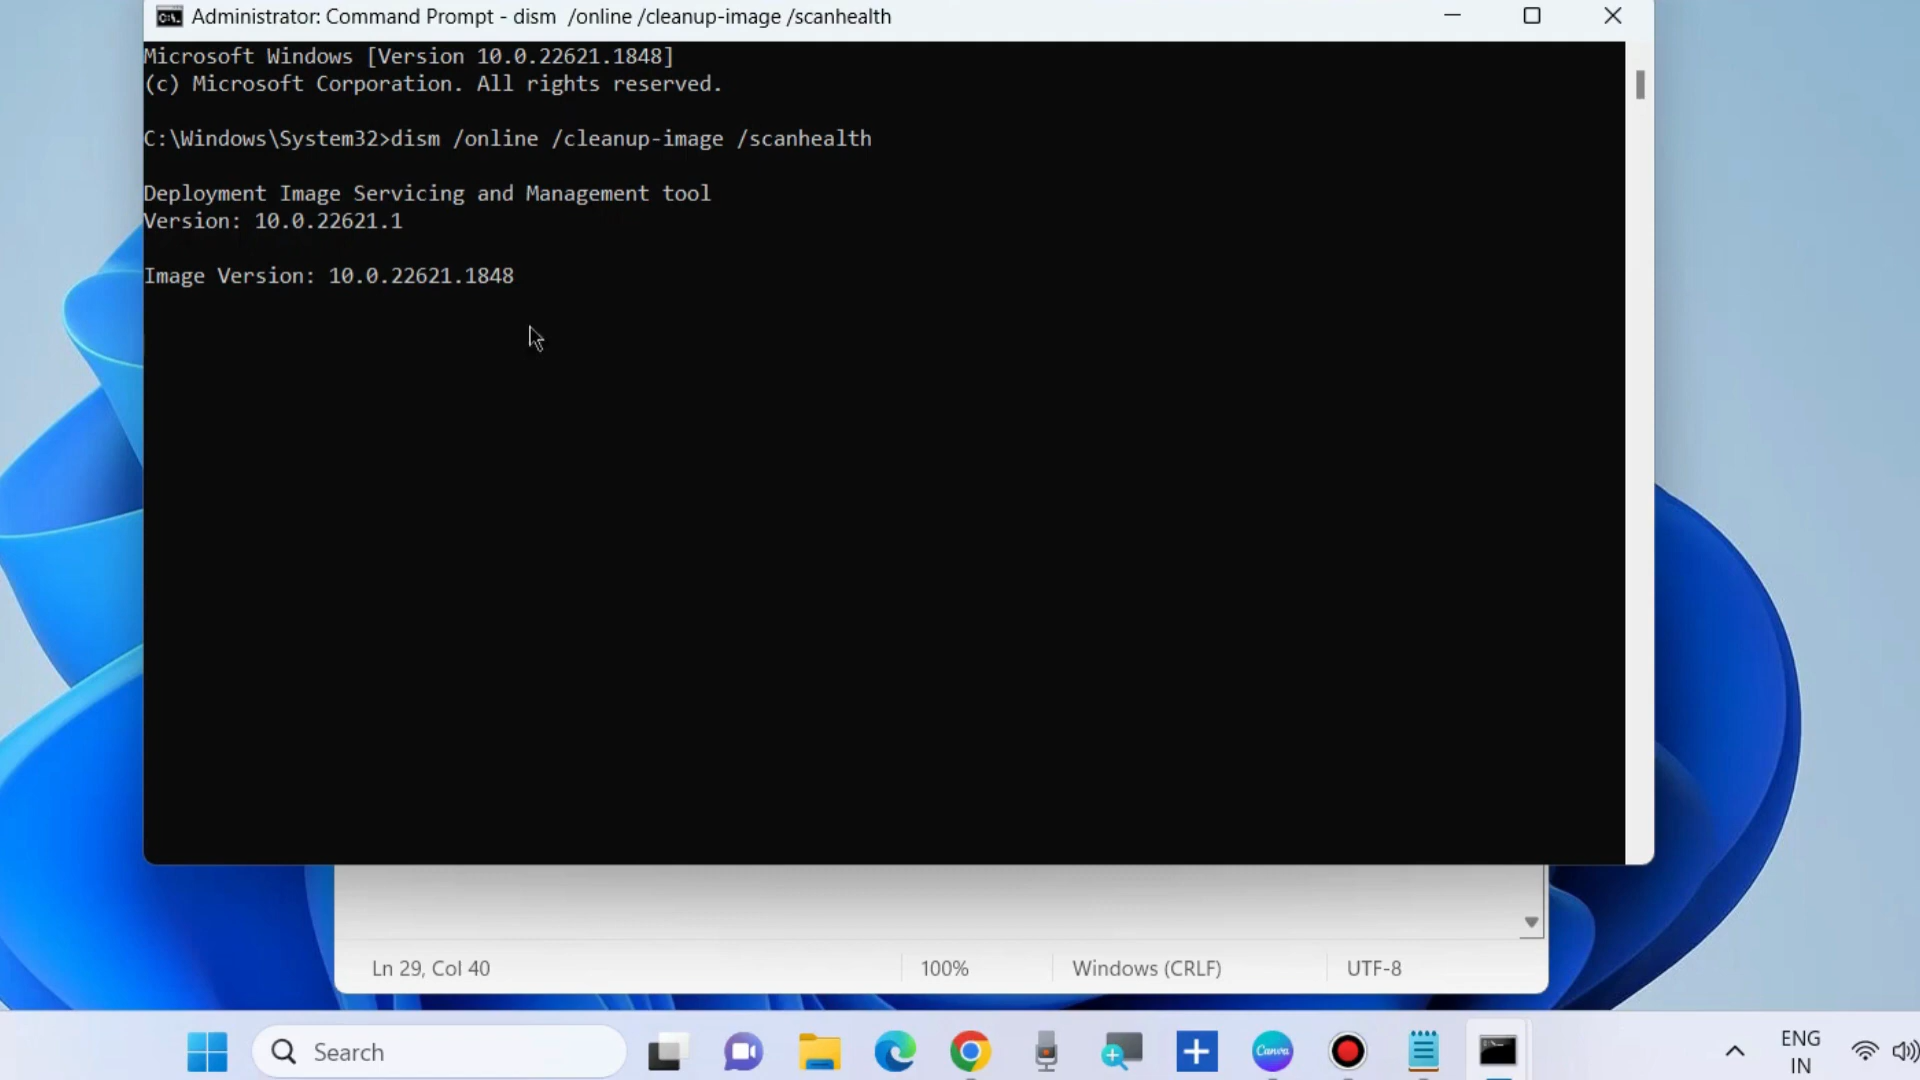 Administrator: Command Prompt - dism  /online /cleanup-image /scanhealth
Microsoft Windows [Version 10.0.22621.1848]
(c) Microsoft Corporation. All rights reserved.
C:\Windows\System32>dism /online /cleanup-image /scanhealth
Deployment Image Servicing and Management tool
Version: 10.0.22621.1
Image Version: 10.0.22621.1848
Ln 29, Col 40
100%
Windows (CRLF)
UTF-8
Search
Canva
ENG
IN